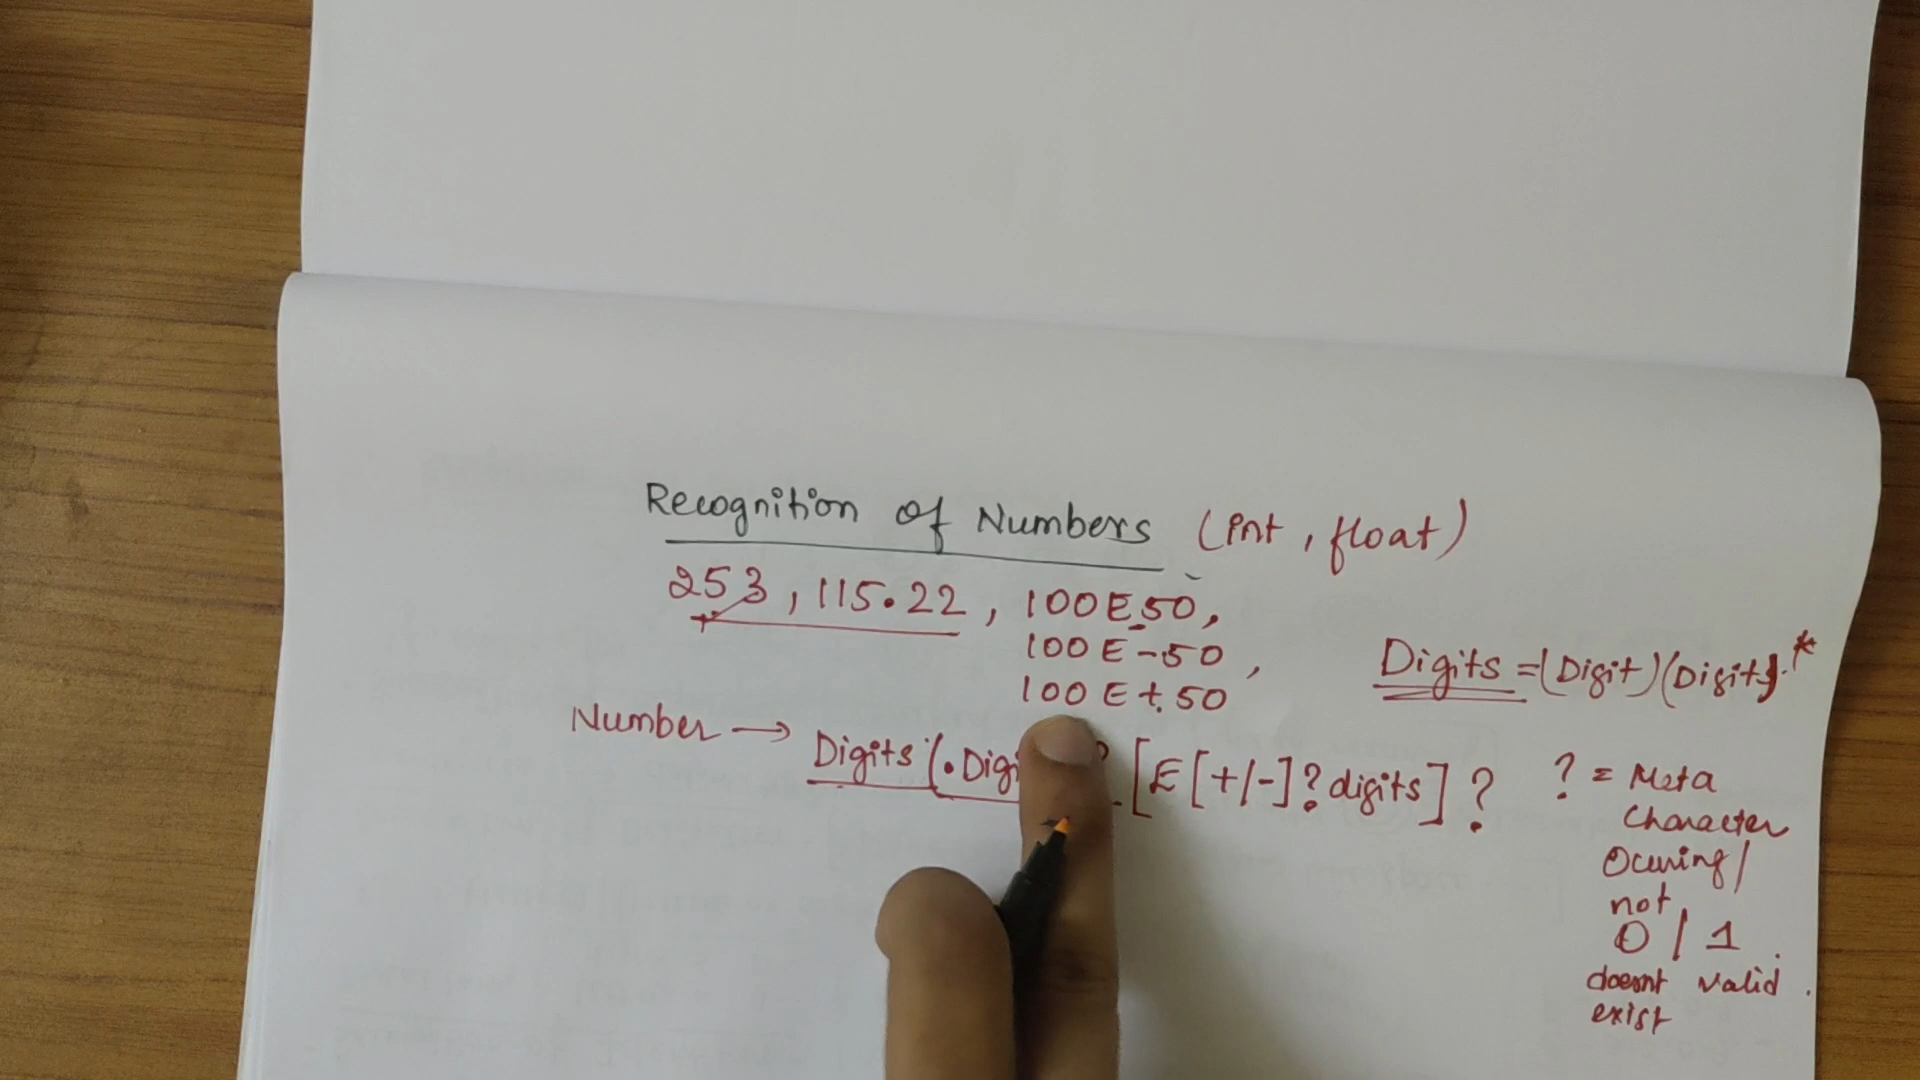 Recognition of Numbers (int, float)
253, 115.22, 100E50,
100E-50,
100E+50
Digits = (Digit)(Digit)*
Number → Digits (.Digi ? [E[+/-]? digits]?
? = Meta
Character
Occuring/
not
0/1
doesnt valid.
exist